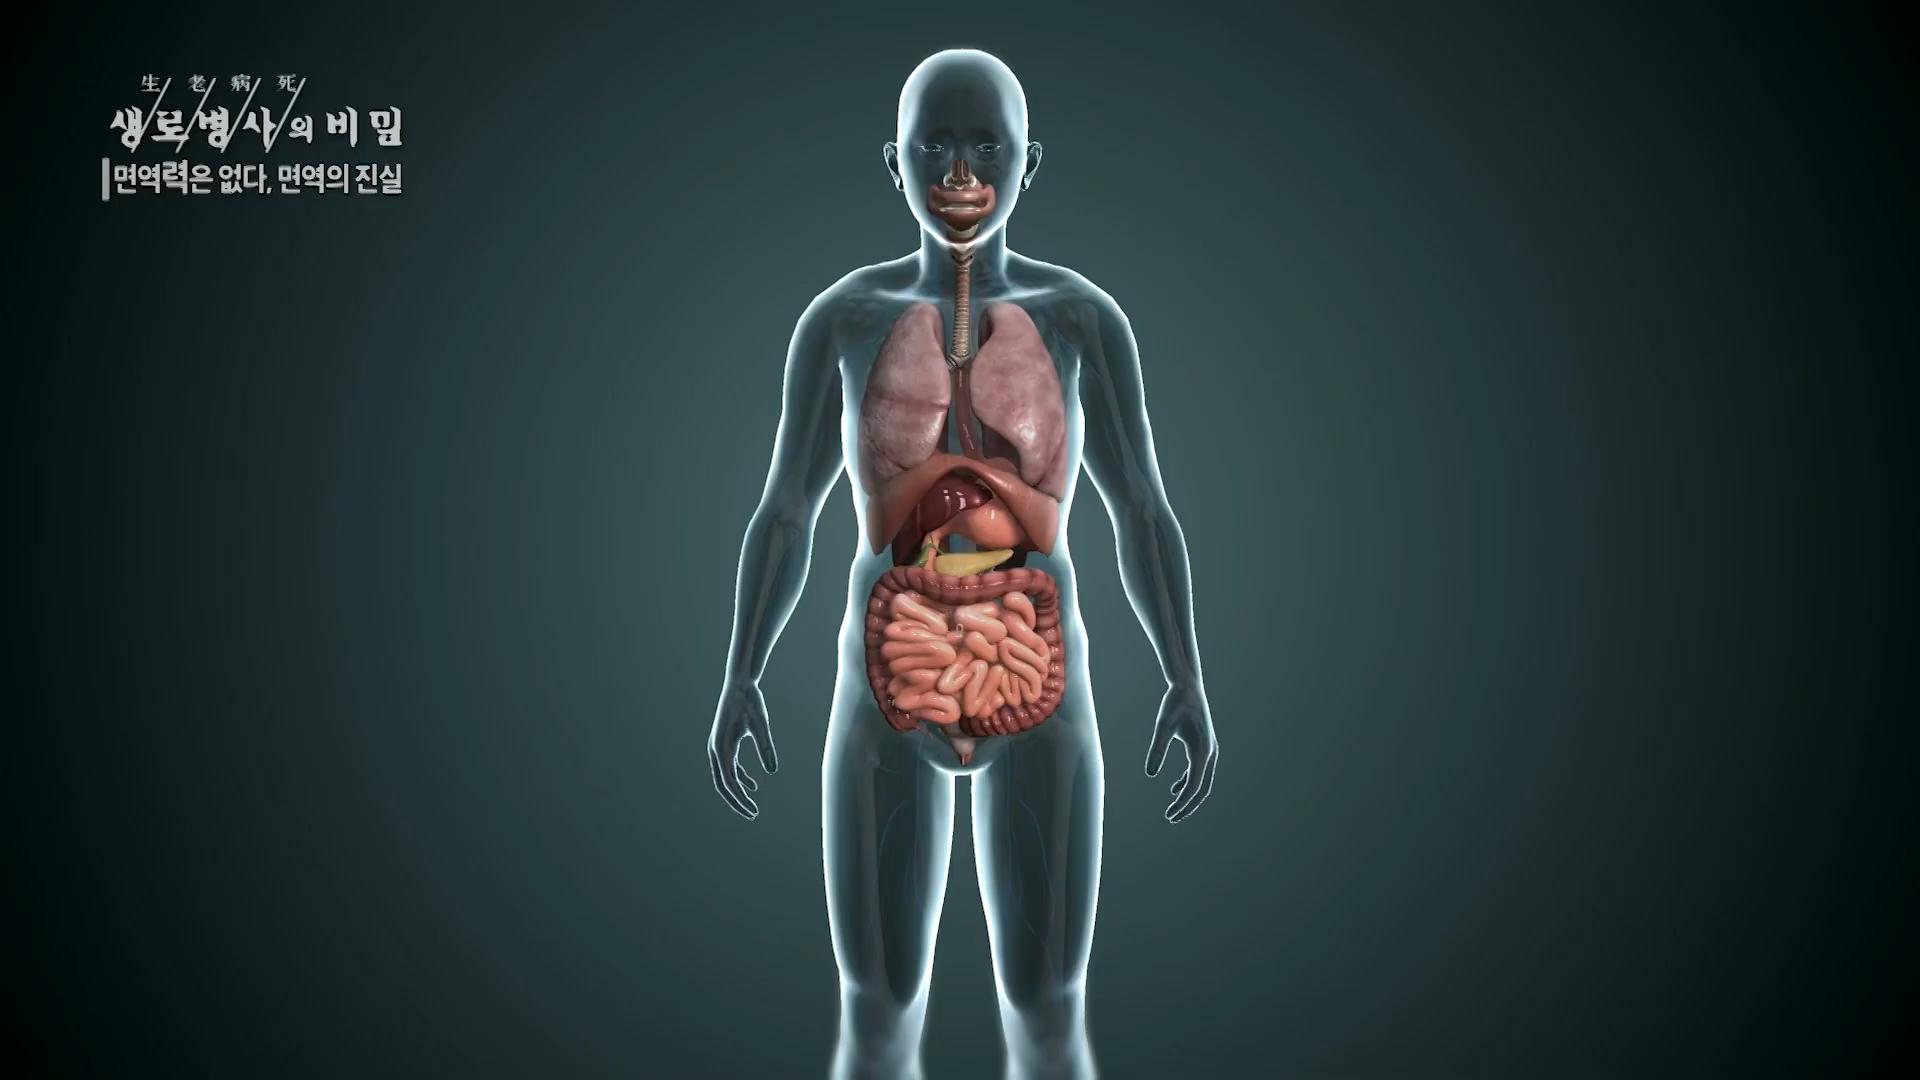 生 老 病 死
생로병사의 비밀
면역력은 없다, 면역의 진실